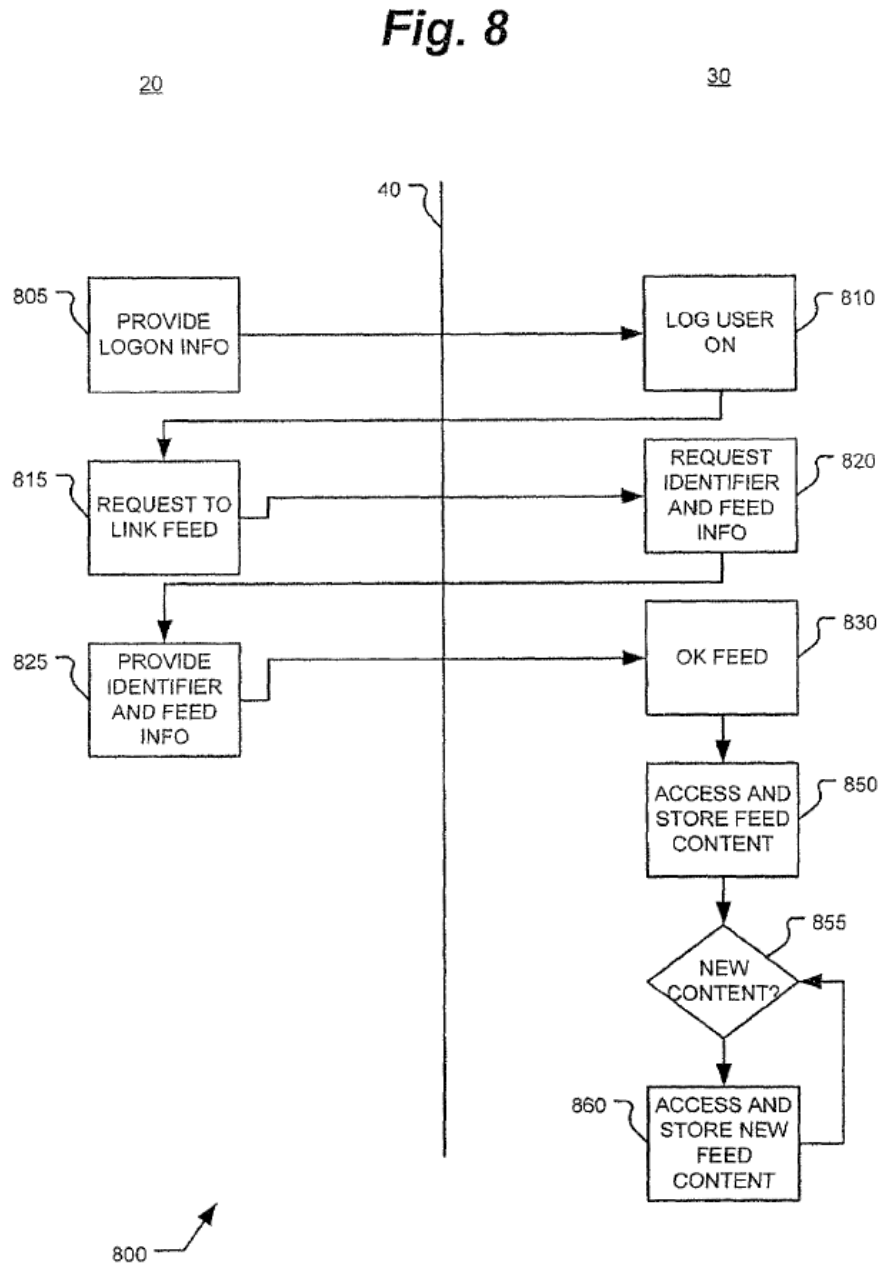 Fig. 8
20
30
40
805
PROVIDE
LOGON INFO
LOG USER
ON
810
815
REQUEST TO
LINK FEED
REQUEST
IDENTIFIER
AND FEED
INFO
820
825
PROVIDE
IDENTIFIER
AND FEED
INFO
OK FEED
830
ACCESS AND
STORE FEED
CONTENT
850
NEW
CONTENT?
855
860
ACCESS AND
STORE NEW
FEED
CONTENT
800